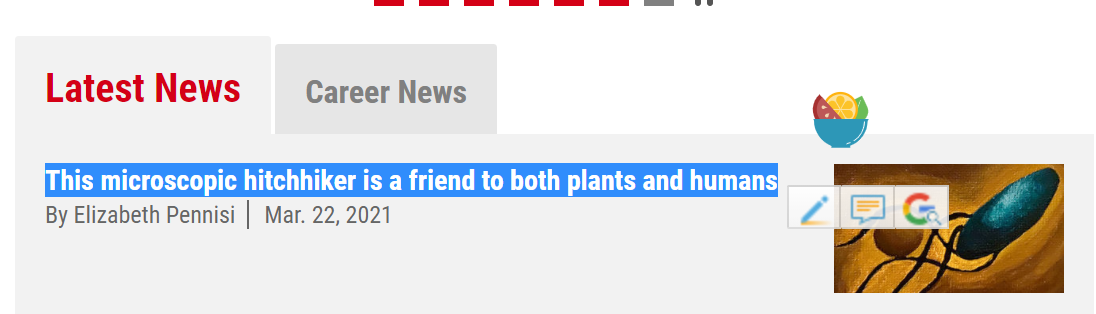 Latest News
Career News
This microscopic hitchhiker is a friend to both plants and humans
By Elizabeth Pennisi | Mar. 22, 2021